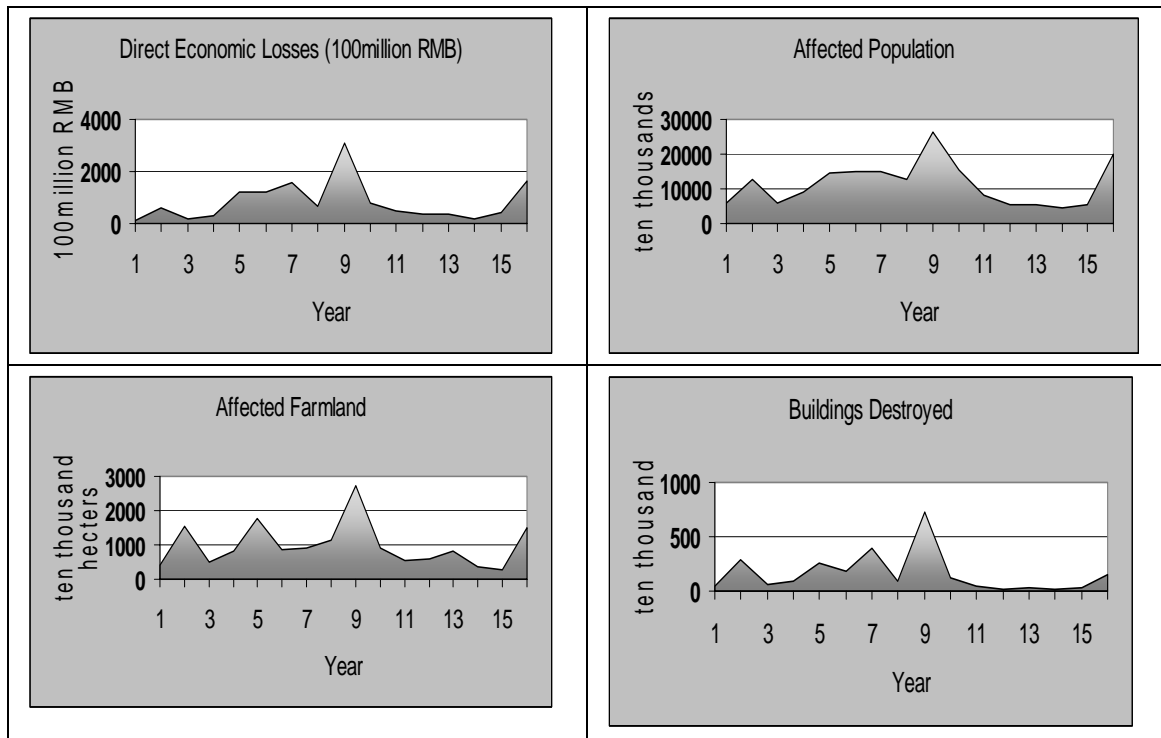 Direct Economic Losses (100million RMB)
100million RMB
4000
2000
0
1 3 5 7 9 11 13 15
Year
Affected Population
ten thousands
30000
20000
10000
0
1 3 5 7 9 11 13 15
Year
Affected Farmland
ten thousand
hecters
3000
2000
1000
0
1 3 5 7 9 11 13 15
Year
Buildings Destroyed
ten thousand
1000
500
0
1 3 5 7 9 11 13 15
Year